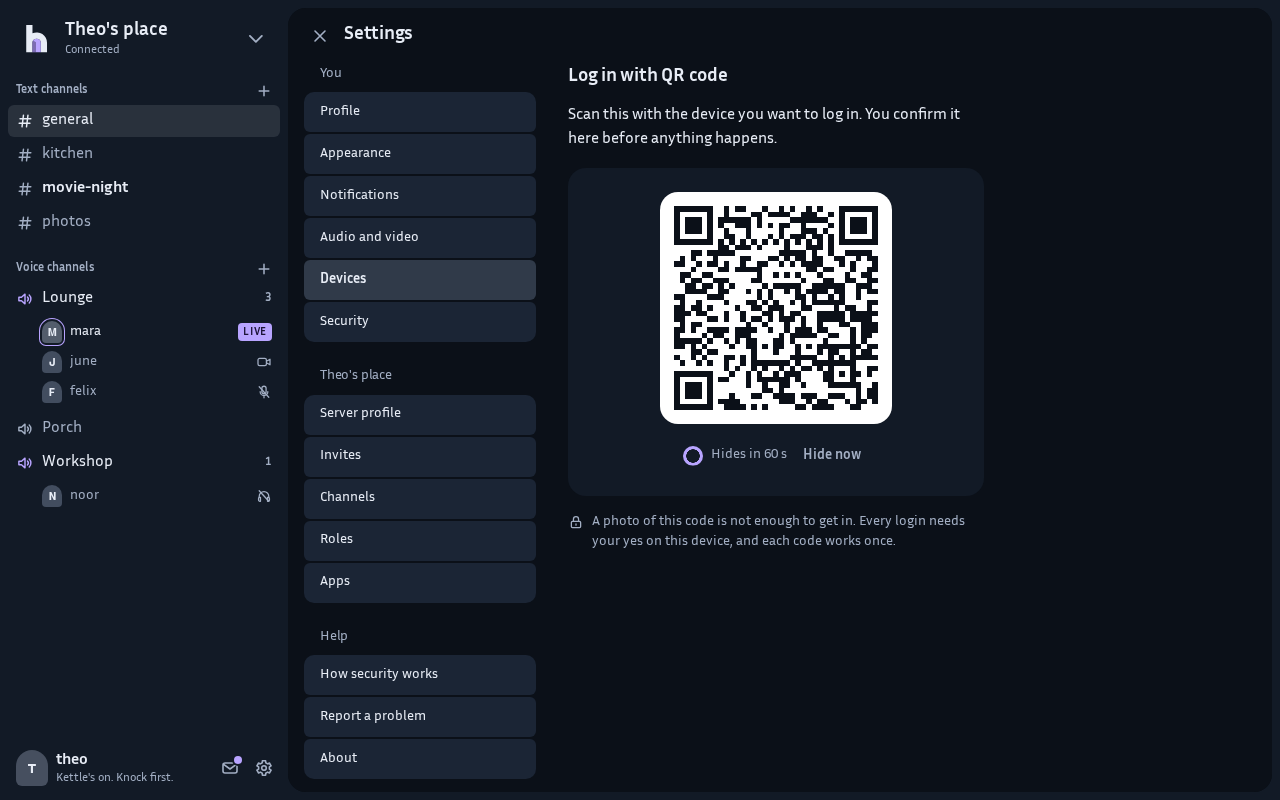 Theo's place
Connected
Text channels
general
kitchen
movie-night
photos
Voice channels
Lounge
3
M
mara
LIVE
J
june
F
felix
Porch
Workshop
1
N
noor
T
theo
Kettle's on. Knock first.
Settings
You
Profile
Appearance
Notifications
Audio and video
Devices
Security
Theo's place
Server profile
Invites
Channels
Roles
Apps
Help
How security works
Report a problem
About
Log in with QR code
Scan this with the device you want to log in. You confirm it
here before anything happens.
Hides in 60 s
Hide now
A photo of this code is not enough to get in. Every login needs
your yes on this device, and each code works once.